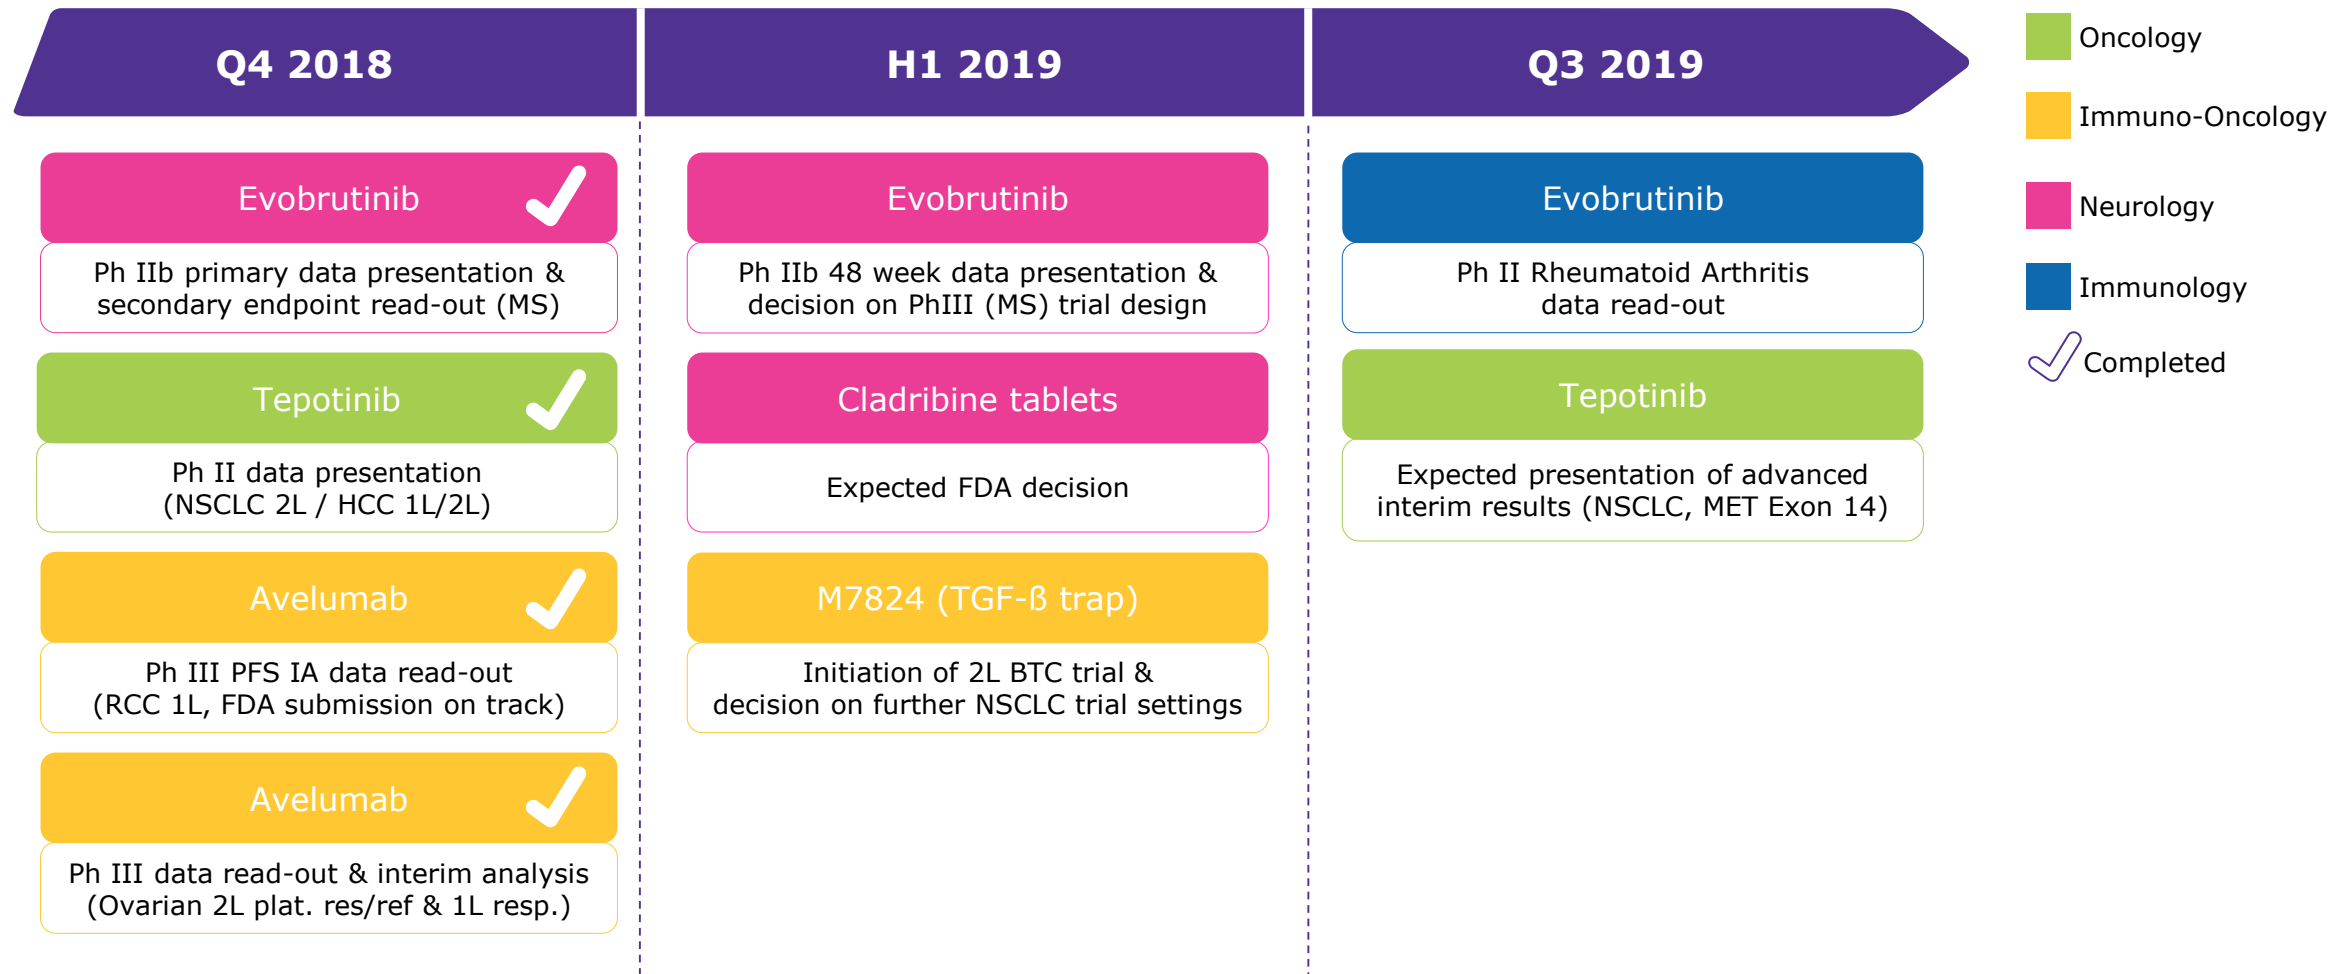 Q4 2018
H1 2019
Q3 2019
Evobrutinib
Ph IIb primary data presentation &
secondary endpoint read-out (MS)
Tepotinib
Ph II data presentation
(NSCLC 2L / HCC 1L/2L)
Avelumab
Ph III PFS IA data read-out
(RCC 1L, FDA submission on track)
Avelumab
Ph III data read-out & interim analysis
(Ovarian 2L plat. res/ref & 1L resp.)
Evobrutinib
Ph IIb 48 week data presentation &
decision on PhIII (MS) trial design
Cladribine tablets
Expected FDA decision
M7824 (TGF-ß trap)
Initiation of 2L BTC trial &
decision on further NSCLC trial settings
Evobrutinib
Ph II Rheumatoid Arthritis
data read-out
Tepotinib
Expected presentation of advanced
interim results (NSCLC, MET Exon 14)
Oncology
Immuno-Oncology
Neurology
Immunology
Completed